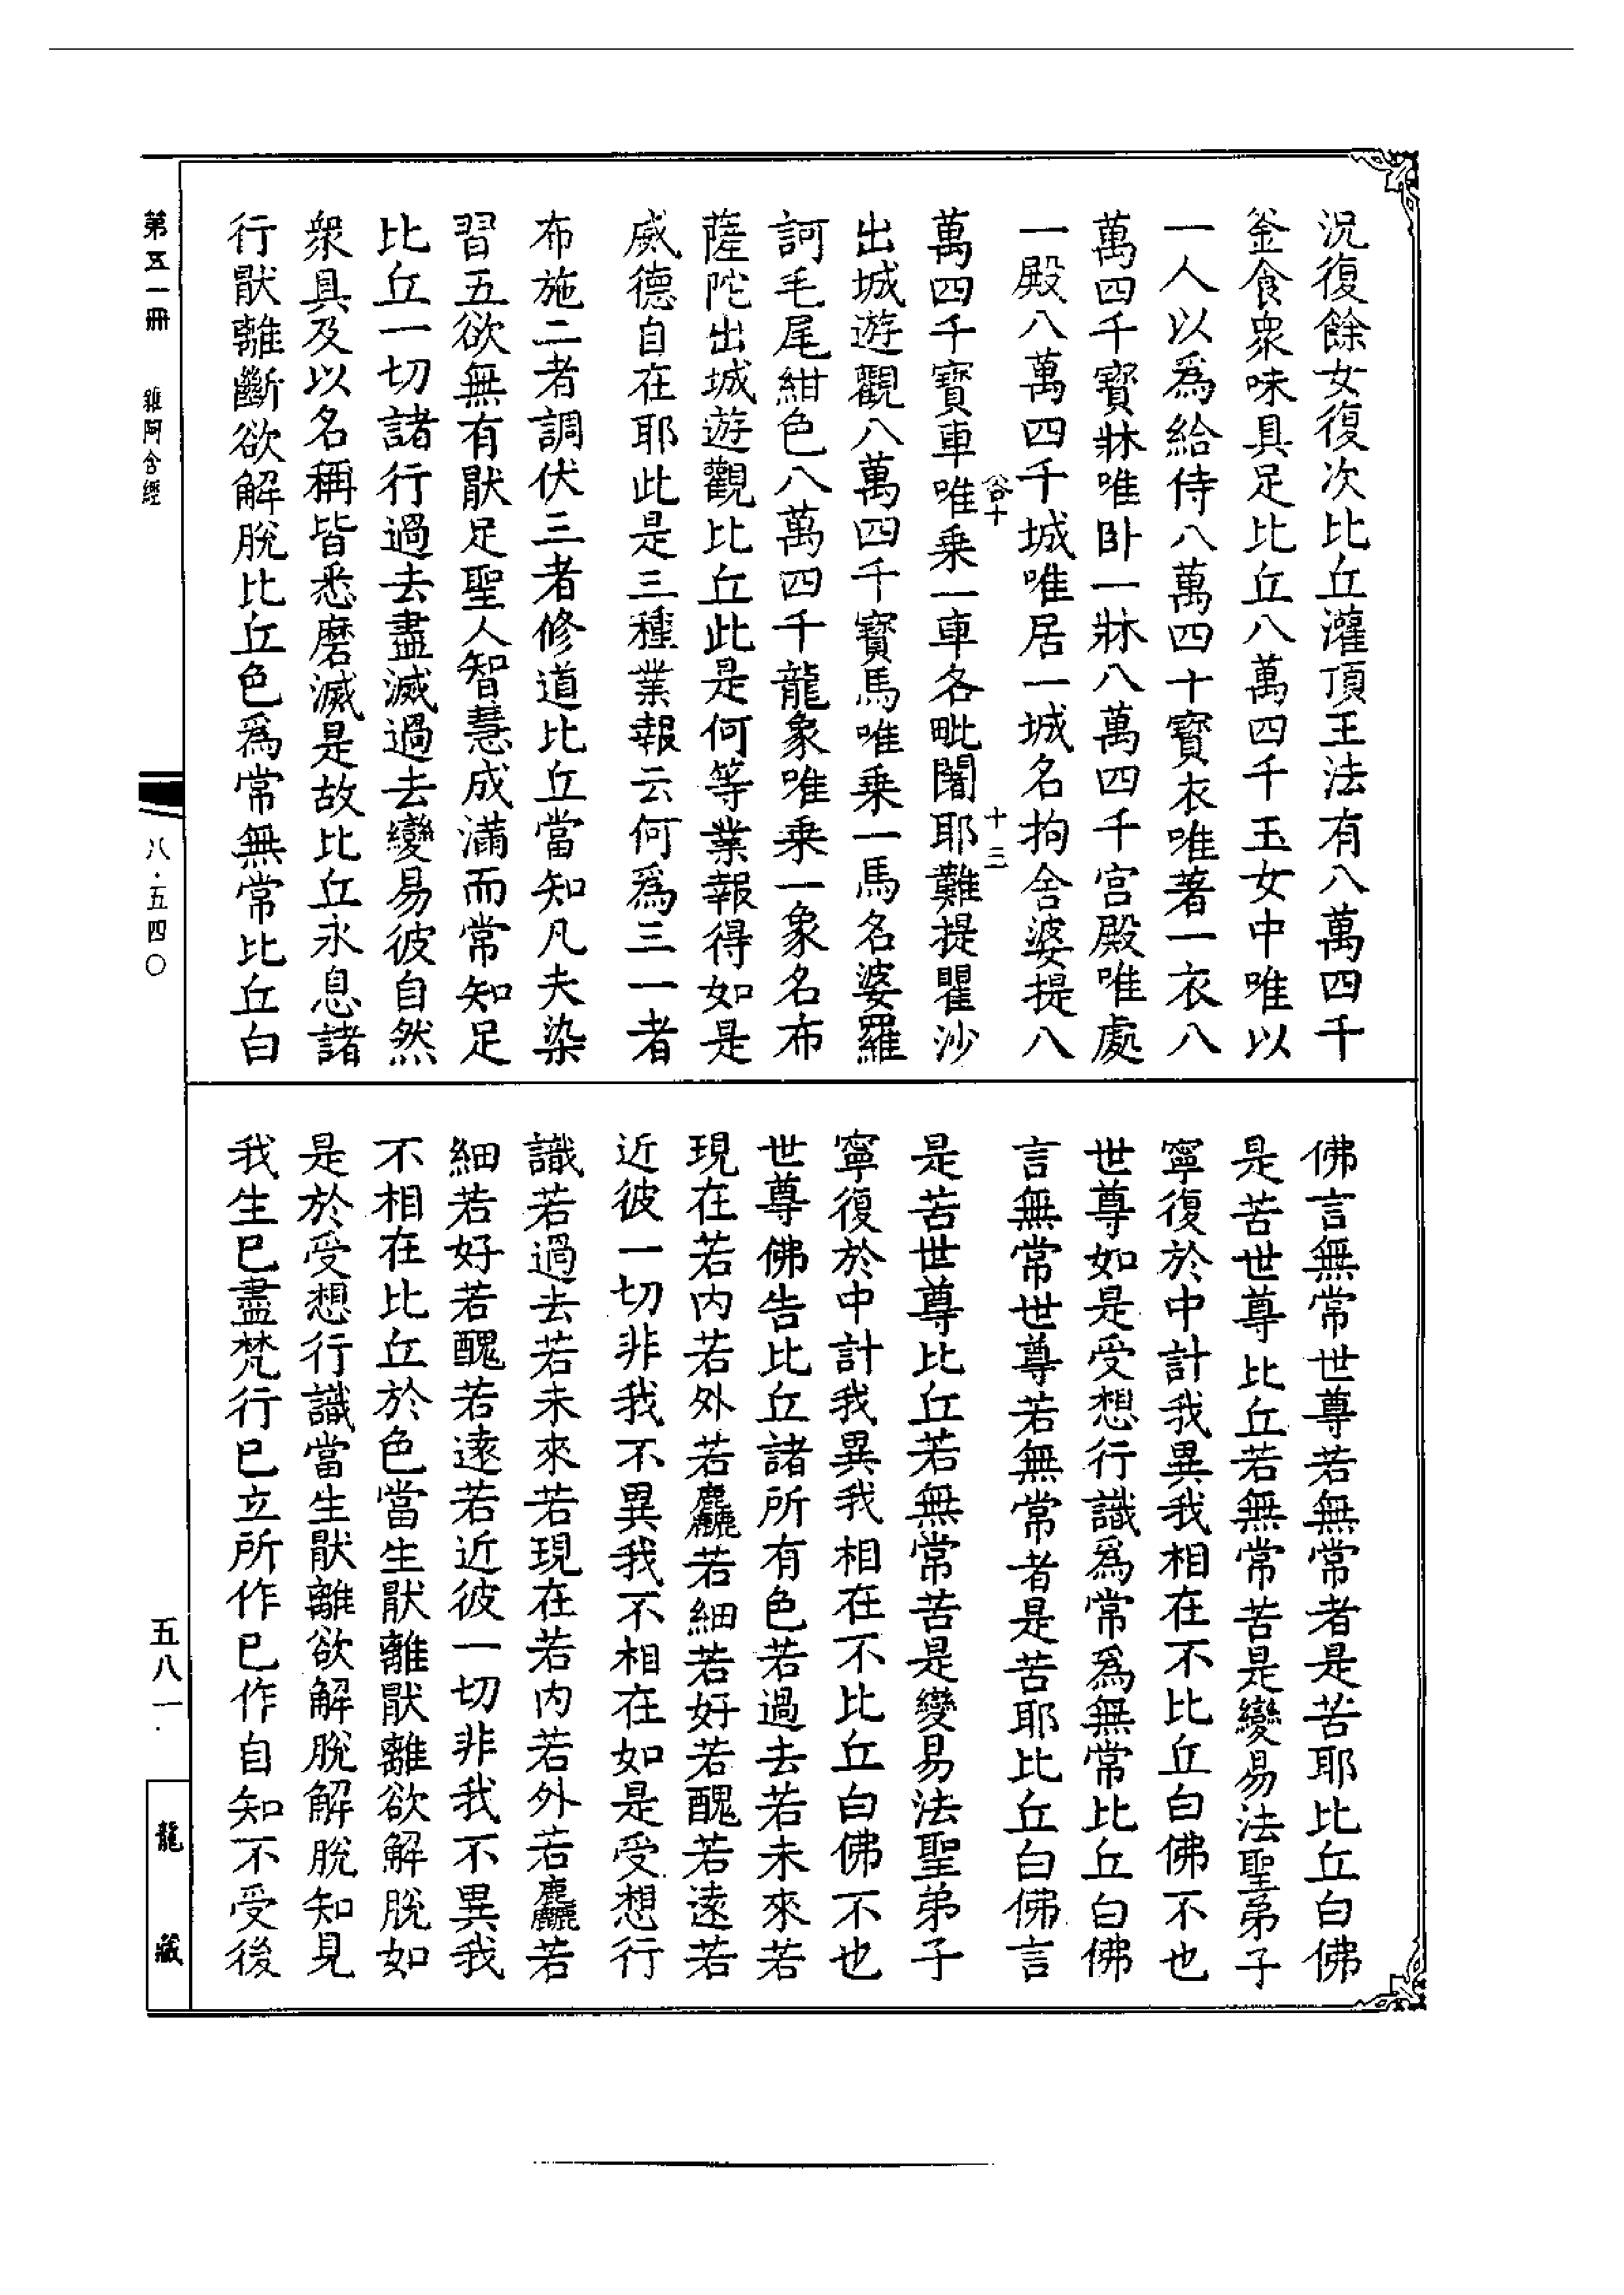 況復餘女復次比丘灌頂王法有八萬四千
釜食衆味具足比丘八萬四千玉女中唯以
一人以爲給侍八萬四十寳衣唯著一衣八
萬四千寳牀唯卧一牀八萬四千宫殿唯處
一殿八萬四千城唯居一城名拘舍婆提八
容十 十三
萬四千寳車唯乗一車名毗闍耶難提瞿沙
出城遊觀八萬四千寳馬唯乗一馬名婆羅
訶毛尾紺色八萬四千龍象唯乗一象名布
薩陀出城遊觀比丘此是何等業報得如是
威德自在耶此是三種業報云何爲三一者
布施二者調伏三者修道比丘當知凡夫染
習五欲無有猒足聖人智慧成滿而常知足
比丘一切諸行過去盡滅過去變易彼自然
衆具及以名稱皆悉磨滅是故比丘永息諸
行猒離斷欲解脫比丘色爲常無常比丘白
佛言無常世尊若無常者是苦耶比丘白佛
是苦世尊比丘若無常苦是變易法聖弟子
寧復於中計我異我相在不比丘白佛不也
世尊如是受想行識爲常爲無常比丘白佛
言無常世尊若無常者是苦耶比丘白佛言
是苦世尊比丘若無常苦是變易法聖弟子
寧復於中計我異我相在不比丘白佛不也
世尊佛告比丘諸所有色若過去若未來若
現在若内若外若麤若細若好若醜若遠若
近彼一切非我不異我不相在如是受想行
識若過去若未來若現在若内若外若麤若
細若好若醜若遠若近彼一切非我不異我
不相在比丘於色當生猒離猒離欲解脫如
是於受想行識當生猒離欲解脫解脫知見
我生已盡梵行已立所作已作自知不受後
第五一冊 雜阿含經
八·五四〇
五八一
龍藏